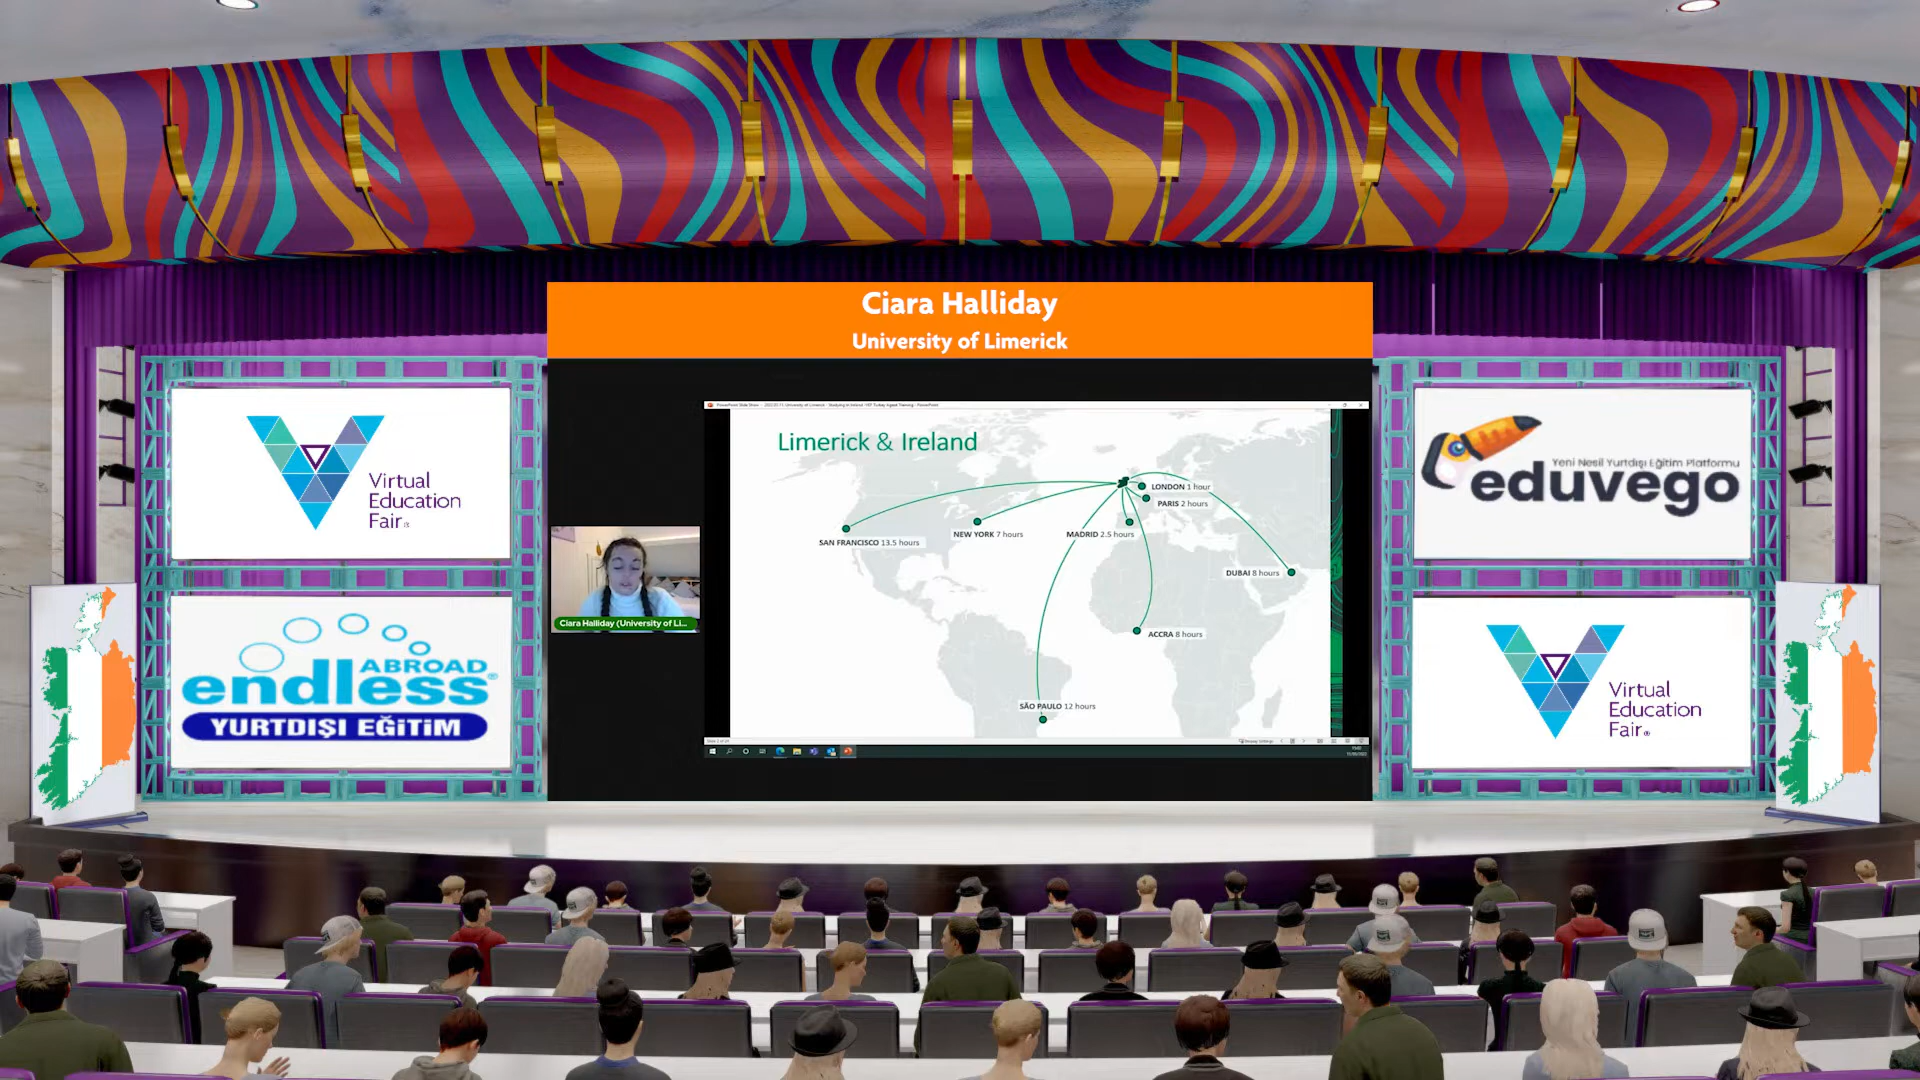 Ciara Halliday
University of Limerick
Virtual
Education
Fair
ABROAD
endless®
YURTDIŞI EĞİTİM
Ciara Halliday (University of Li...
Limerick & Ireland
LONDON 1 hour
PARIS 2 hours
SAN FRANCISCO 13.5 hours
NEW YORK 7 hours
MADRID 2.5 hours
DUBAI 8 hours
ACCRA 8 hours
SÃO PAULO 12 hours
Yeni Nesil Yurtdışı Eğitim Platformu
eduvego
Virtual
Education
Fair®